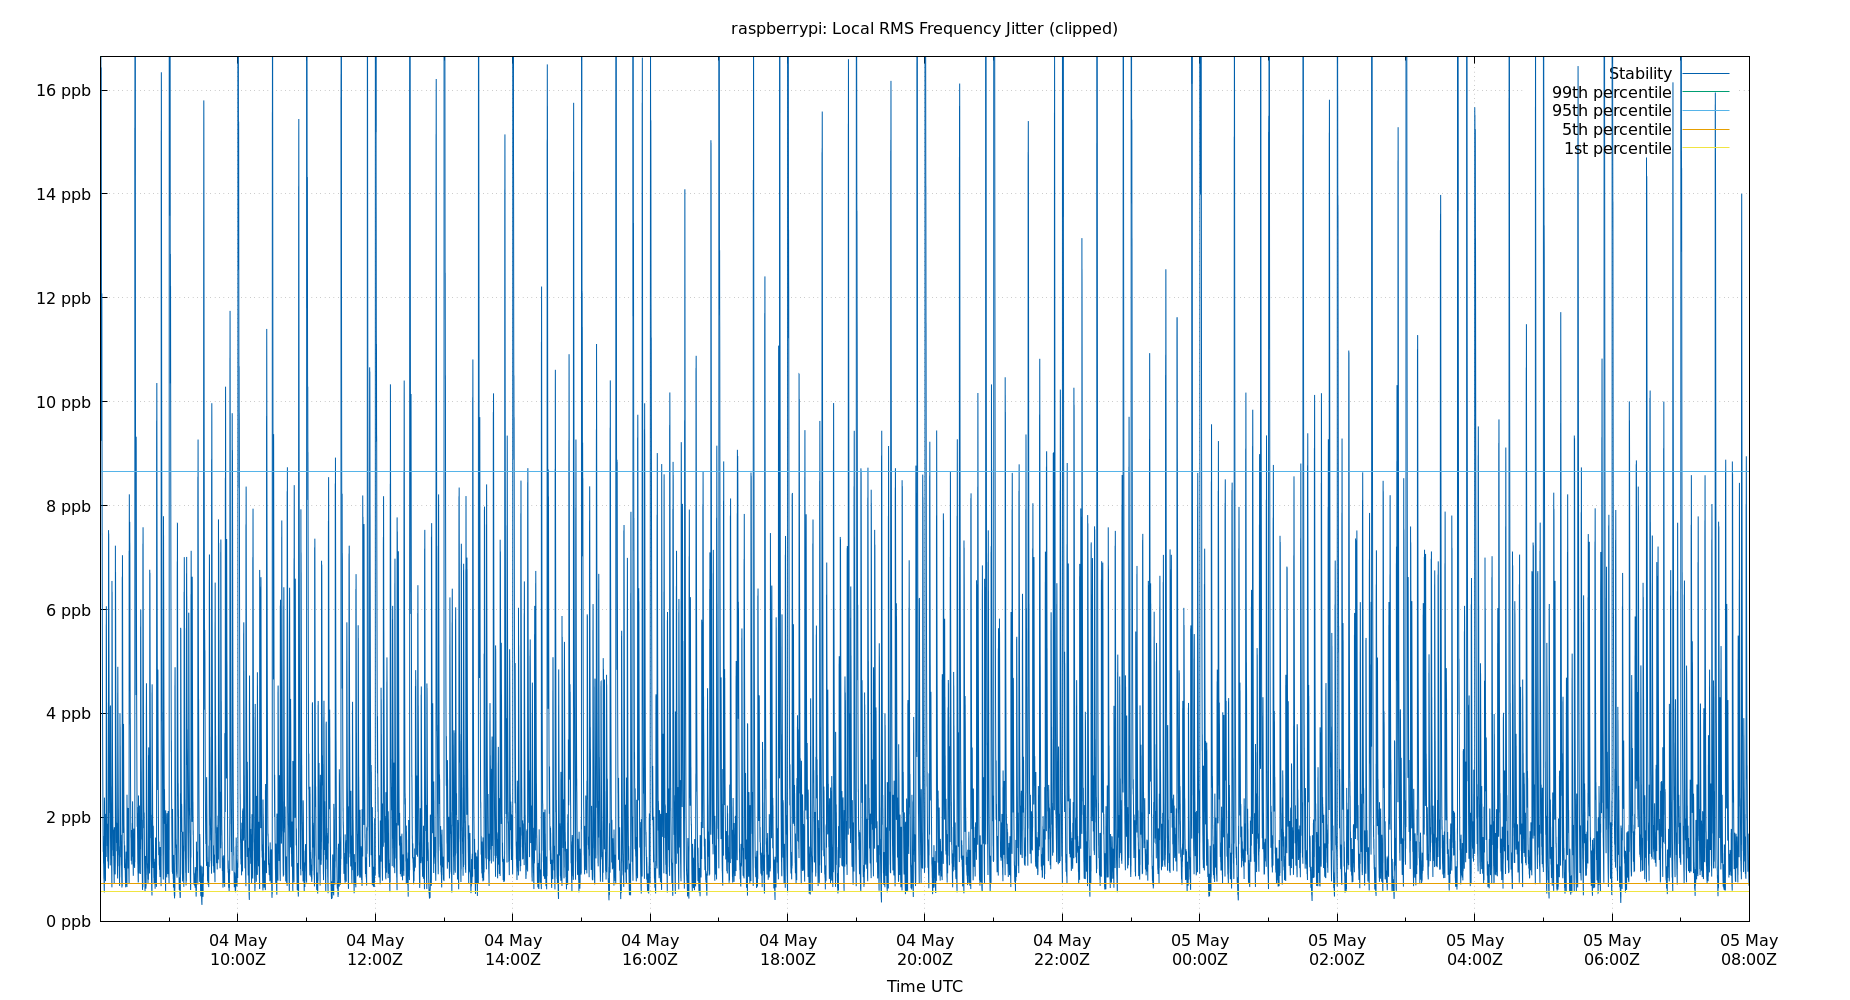 raspberrypi: Local RMS Frequency Jitter (clipped)
Stability
99th percentile
95th percentile
5th percentile
1st percentile
16 ppb
14 ppb
12 ppb
10 ppb
8 ppb
6 ppb
4 ppb
2 ppb
0 ppb
04 May 04 May 04 May 04 May 04 May 04 May 04 May 05 May 05 May 05 May 05 May 05 May
10:00Z 12:00Z 14:00Z 16:00Z 18:00Z 20:00Z 22:00Z 00:00Z 02:00Z 04:00Z 06:00Z 08:00Z
Time UTC